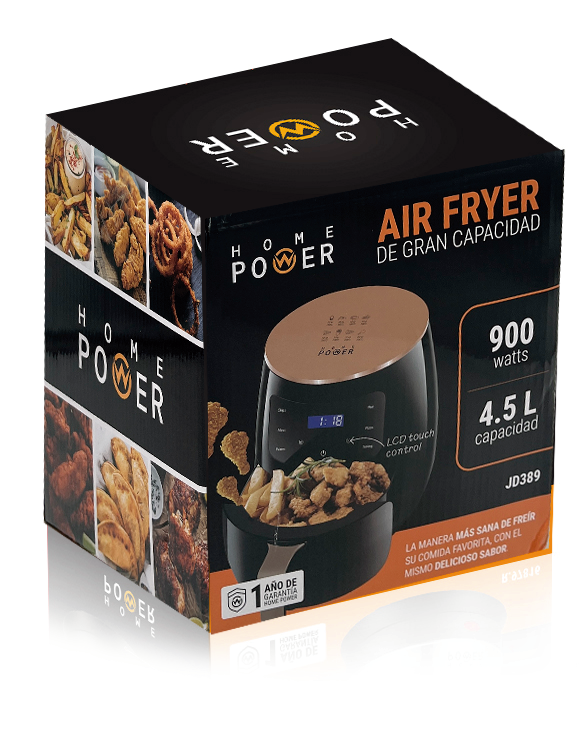 HOME
POWER
HOME
POWER
AIR FRYER
DE GRAN CAPACIDAD
HOME
POWER
HOME
POWER
900
watts
4.5 L
capacidad
1:18
LCD touch
control
JD389
LA MANERA MÁS SANA DE FREÍR
SU COMIDA FAVORITA, CON EL
MISMO DELICIOSO SABOR.
1 AÑO DE
GARANTÍA
HOME POWER